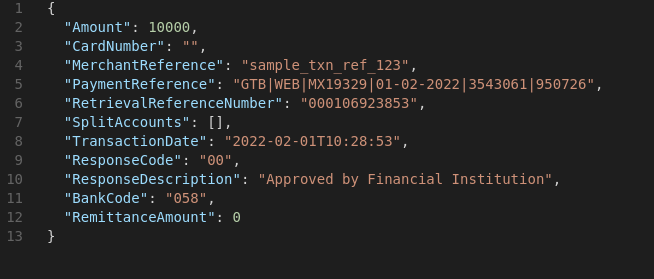 1 {
2 "Amount": 10000,
3 "CardNumber": "",
4 "MerchantReference": "sample_txn_ref_123",
5 "PaymentReference": "GTB|WEB|MX19329|01-02-2022|3543061|950726",
6 "RetrievalReferenceNumber": "000106923853",
7 "SplitAccounts": [],
8 "TransactionDate": "2022-02-01T10:28:53",
9 "ResponseCode": "00",
10 "ResponseDescription": "Approved by Financial Institution",
11 "BankCode": "058",
12 "RemittanceAmount": 0
13 }